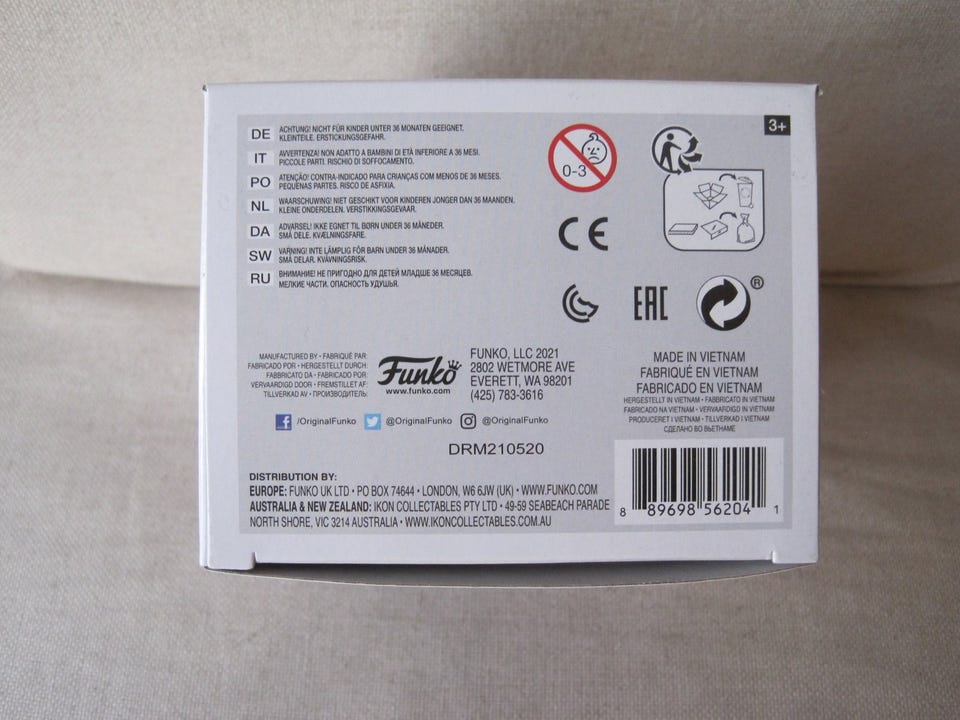 3+
DE ACHTUNG! NICHT FÜR KINDER UNTER 36 MONATEN GEEIGNET.
KLEINTEILE. ERSTICKUNGSGEFAHR.
IT AVVERTENZA! NON ADATTO A BAMBINI DI ETÀ INFERIORE A 36 MESI.
PICCOLE PARTI. RISCHIO DI SOFFOCAMENTO.
PO ATENÇÃO! CONTRA-INDICADO PARA CRIANÇAS COM MENOS DE 36 MESES.
PEQUENAS PARTES. RISCO DE ASFIXIA.
NL WAARSCHUWING! NIET GESCHIKT VOOR KINDEREN JONGER DAN 36 MAANDEN.
KLEINE ONDERDELEN. VERSTIKKINGSGEVAAR.
DA ADVARSEL! IKKE EGNET TIL BØRN UNDER 36 MÅNEDER.
SMÅ DELE. KVÆLNINGSFARE.
SW VARNING! INTE LÄMPLIG FÖR BARN UNDER 36 MÅNADER.
SMÅ DELAR. KVÄVNINGSRISK.
RU ВНИМАНИЕ! НЕ ПРИГОДНО ДЛЯ ДЕТЕЙ МЛАДШЕ 36 МЕСЯЦЕВ.
МЕЛКИЕ ЧАСТИ. ОПАСНОСТЬ УДУШЬЯ.
0-3
CE
EAC
®
MANUFACTURED BY • FABRIQUÉ PAR
FABRICADO POR • HERGESTELLT DURCH:
FABBRICATO DA • FABRICADO POR:
VERVAARDIGD DOOR • FREMSTILLET AF:
TILLVERKAD AV • ПРОИЗВОДИТЕЛЬ:
Funko
www.funko.com
FUNKO, LLC 2021
2802 WETMORE AVE
EVERETT, WA 98201
(425) 783-3616
MADE IN VIETNAM
FABRIQUÉ EN VIETNAM
FABRICADO EN VIETNAM
HERGESTELLT IN VIETNAM • FABBRICATO IN VIETNAM
FABRICADO NA VIETNAM • VERVAARDIGD IN VIETNAM
PRODUCERET I VIETNAM • TILLVERKAD I VIETNAM
СДЕЛАНО ВО ВЬЕТНАМЕ
/OriginalFunko @OriginalFunko @OriginalFunko
DRM210520
DISTRIBUTION BY:
EUROPE: FUNKO UK LTD • PO BOX 74644 • LONDON, W6 6JW (UK) • WWW.FUNKO.COM
AUSTRALIA & NEW ZEALAND: IKON COLLECTABLES PTY LTD • 49-59 SEABEACH PARADE
NORTH SHORE, VIC 3214 AUSTRALIA • WWW.IKONCOLLECTABLES.COM.AU
8 89698 56204 1